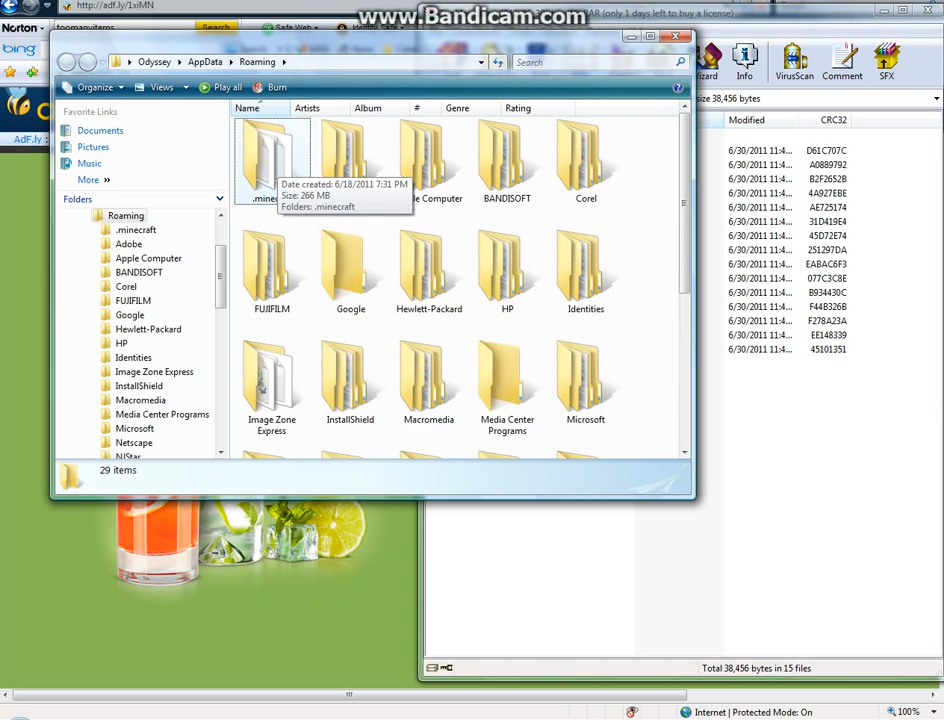 http://adf.ly/1xiMN
www.Bandicam.com
BAR (only 1 days left to buy a license)
Norton
toomanyitems
Search
Safe Web
Identity Safe
bing
AdF.ly
Odyssey
AppData
Roaming
Search
Organize
Views
Play all
Burn
Wizard
Info
VirusScan
Comment
SFX
size 38,456 bytes
Favorite Links
Documents
Pictures
Music
More »
Folders
Name
Artists
Album
#
Genre
Rating
Modified
CRC32
Date created: 6/18/2011 7:31 PM
Size: 266 MB
Folders: .minecraft
BANDISOFT
Corel
FUJIFILM
Google
Hewlett-Packard
HP
Identities
Image Zone Express
InstallShield
Macromedia
Media Center Programs
Microsoft
Roaming
.minecraft
Adobe
Apple Computer
BANDISOFT
Corel
FUJIFILM
Google
Hewlett-Packard
HP
Identities
Image Zone Express
InstallShield
Macromedia
Media Center Programs
Microsoft
Netscape
NJStar
29 items
6/30/2011 11:4... D61C707C
6/30/2011 11:4... A0889792
6/30/2011 11:4... B2F2652B
6/30/2011 11:4... 4A927EBE
6/30/2011 11:4... AE725174
6/30/2011 11:4... 31D419E4
6/30/2011 11:4... 45D72E74
6/30/2011 11:4... 251297DA
6/30/2011 11:4... EABAC6F3
6/30/2011 11:4... 077C3C8E
6/30/2011 11:4... B934430C
6/30/2011 11:4... F44B326B
6/30/2011 11:4... F278A23A
6/30/2011 11:4... EE148339
6/30/2011 11:4... 45101351
Total 38,456 bytes in 15 files
Internet | Protected Mode: On
100%